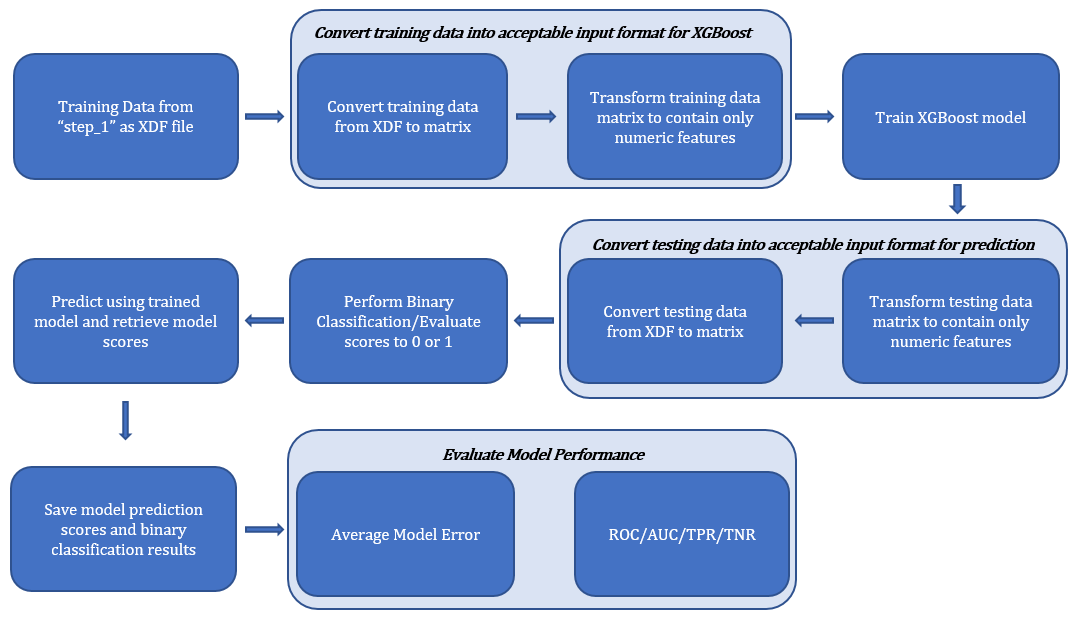 Convert training data into acceptable input format for XGBoost
Training Data from
“step_1” as XDF file
Convert training data
from XDF to matrix
Transform training data
matrix to contain only
numeric features
Train XGBoost model
Convert testing data into acceptable input format for prediction
Transform testing data
matrix to contain only
numeric features
Convert testing data
from XDF to matrix
Perform Binary
Classification/Evaluate
scores to 0 or 1
Predict using trained
model and retrieve model
scores
Save model prediction
scores and binary
classification results
Evaluate Model Performance
Average Model Error
ROC/AUC/TPR/TNR